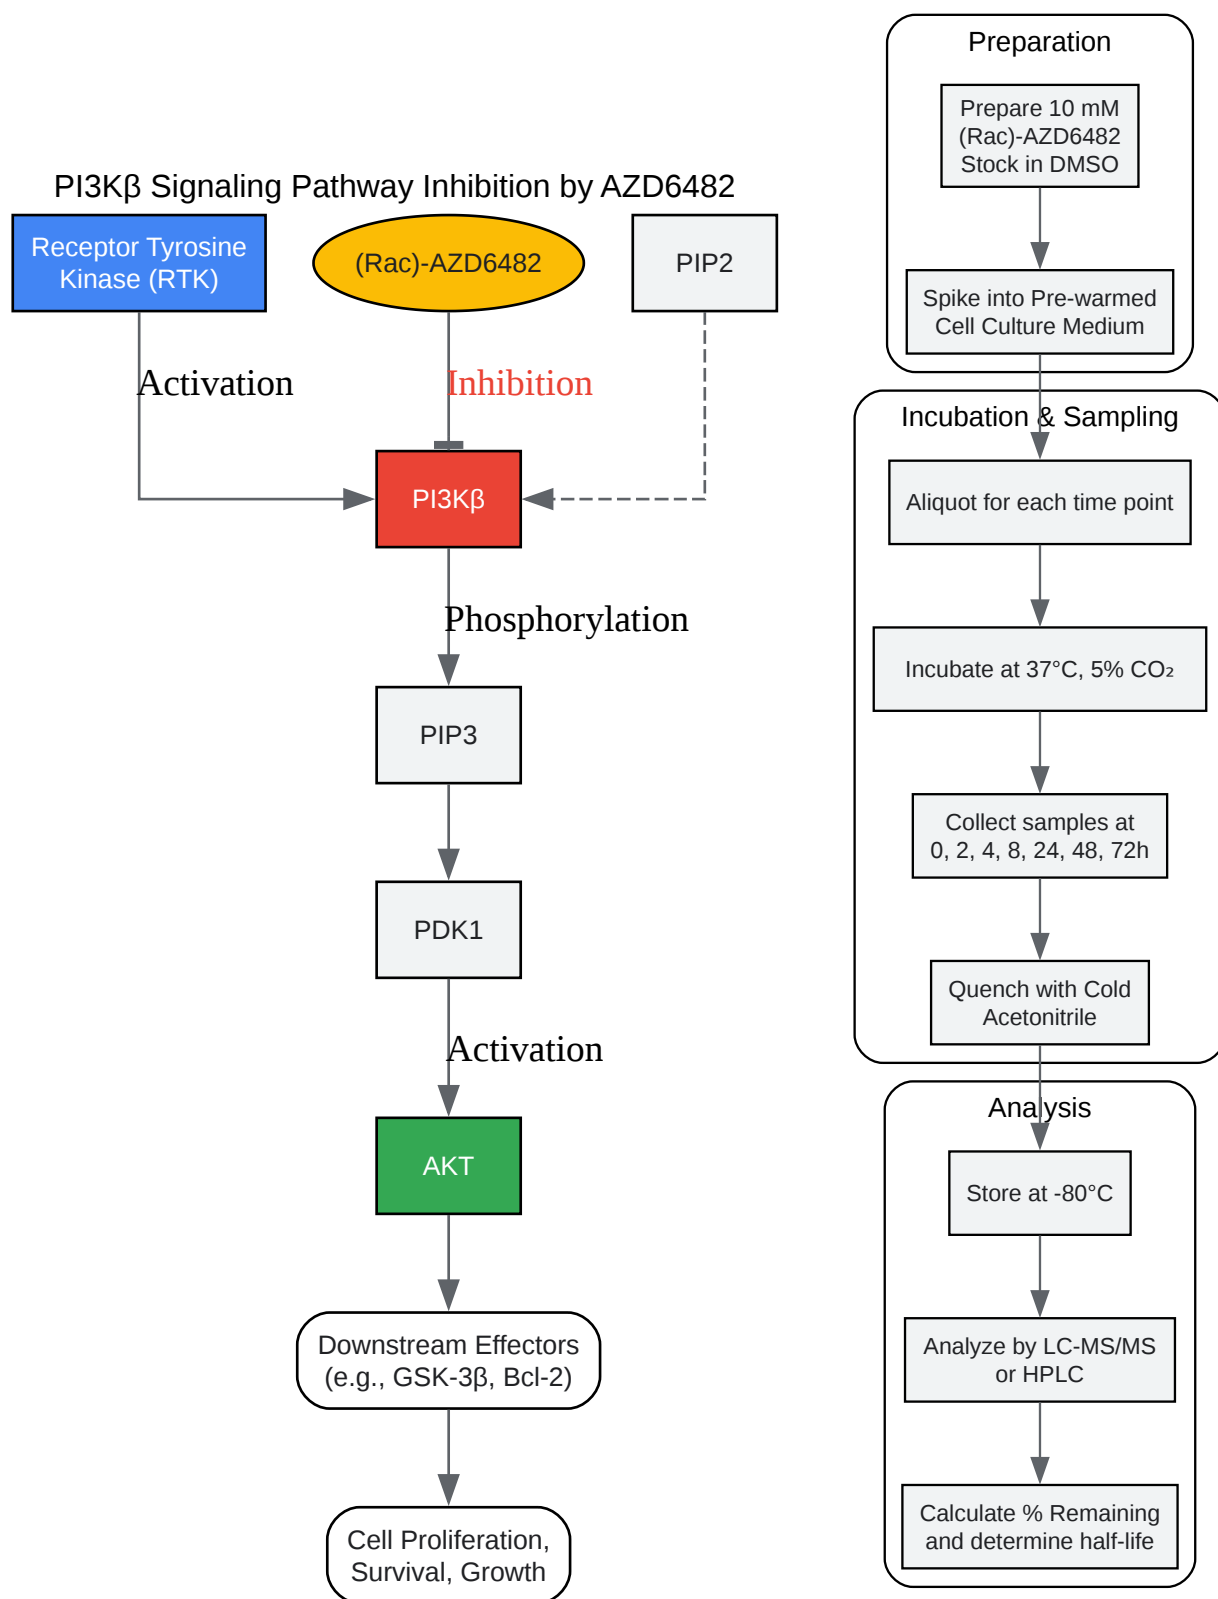 PI3Kβ Signaling Pathway Inhibition by AZD6482
Receptor Tyrosine
Kinase (RTK)
(Rac)-AZD6482
PIP2
Activation
Inhibition
PI3Kβ
Phosphorylation
PIP3
PDK1
Activation
AKT
Downstream Effectors
(e.g., GSK-3β, Bcl-2)
Cell Proliferation,
Survival, Growth
Preparation
Prepare 10 mM
(Rac)-AZD6482
Stock in DMSO
Spike into Pre-warmed
Cell Culture Medium
Incubation & Sampling
Aliquot for each time point
Incubate at 37°C, 5% CO₂
Collect samples at
0, 2, 4, 8, 24, 48, 72h
Quench with Cold
Acetonitrile
Analysis
Store at -80°C
Analyze by LC-MS/MS
or HPLC
Calculate % Remaining
and determine half-life